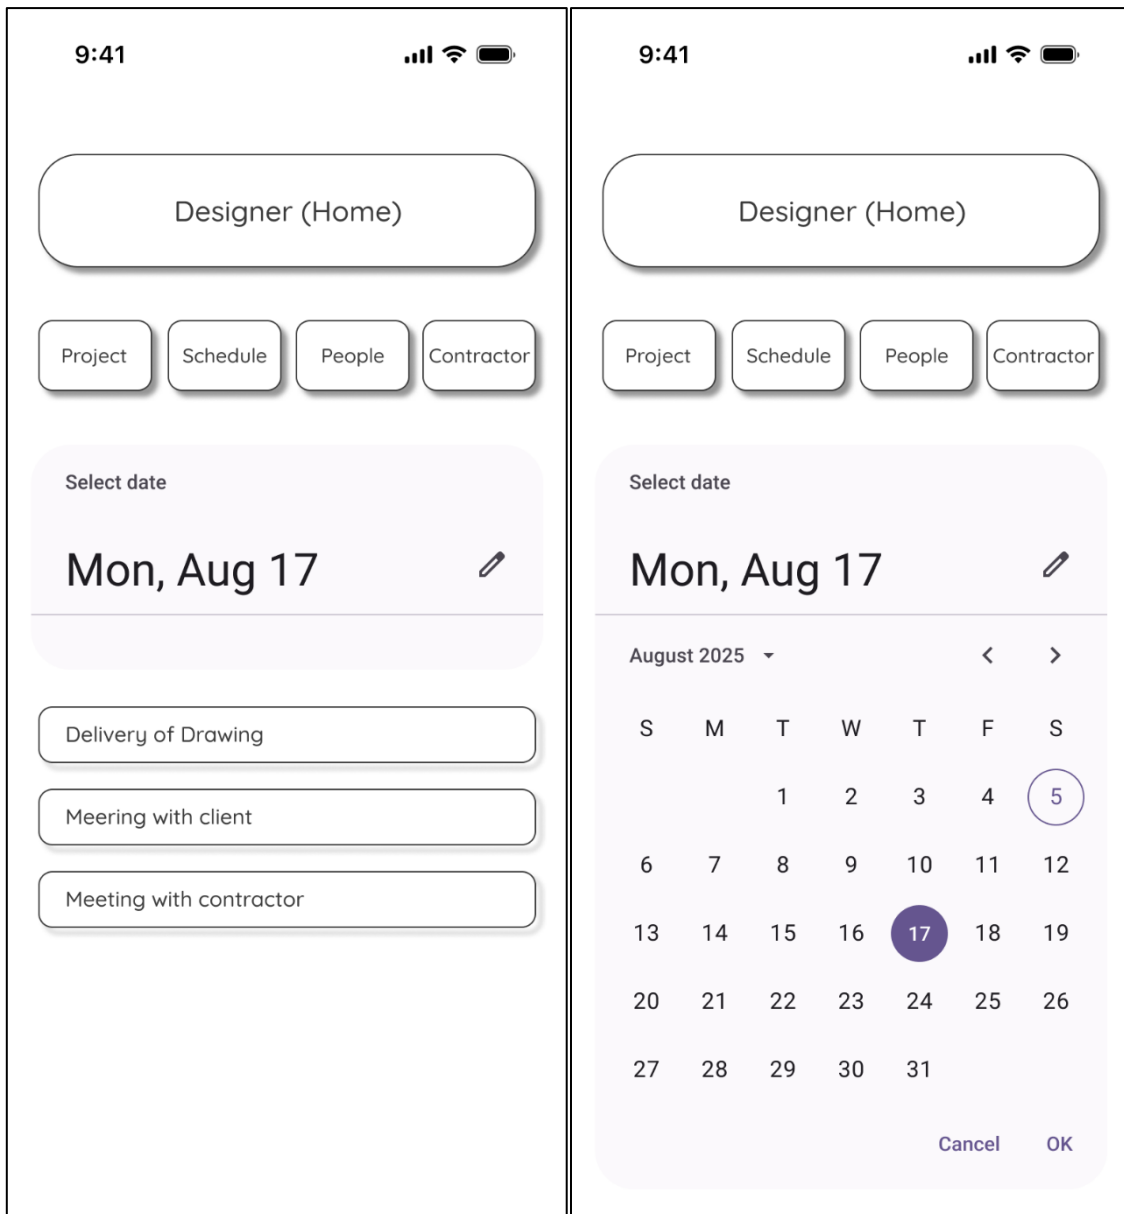 9:41
Designer (Home)
Project Schedule People Contractor
Select date
Mon, Aug 17
Delivery of Drawing
Meering with client
Meeting with contractor
9:41
Designer (Home)
Project Schedule People Contractor
Select date
Mon, Aug 17
August 2025
S M T W T F S
1 2 3 4 5
6 7 8 9 10 11 12
13 14 15 16 17 18 19
20 21 22 23 24 25 26
27 28 29 30 31
Cancel OK